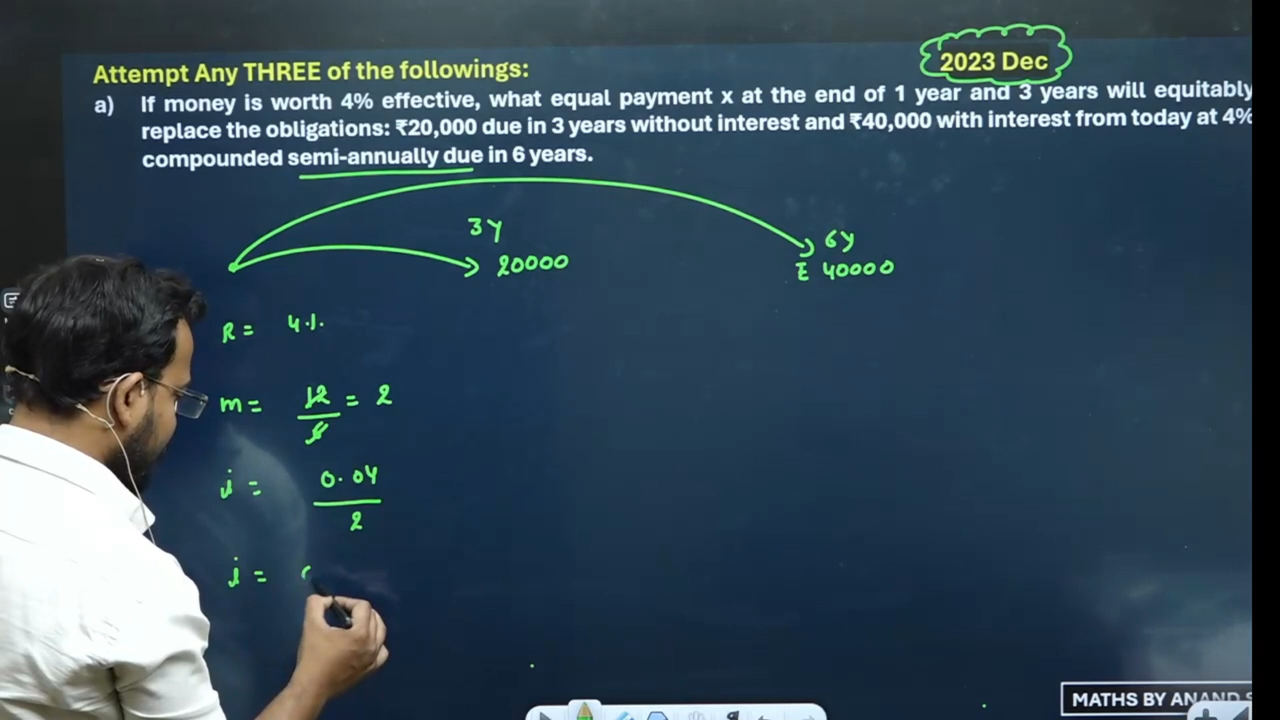 2023 Dec
Attempt Any THREE of the followings:
a) If money is worth 4% effective, what equal payment x at the end of 1 year and 3 years will equitably
replace the obligations: ₹20,000 due in 3 years without interest and ₹40,000 with interest from today at 4%
compounded semi-annually due in 6 years.
3Y
6Y
20000
40000
R = 4%
m = 12/6 = 2
i = 0.04/2
i =
MATHS BY ANAND